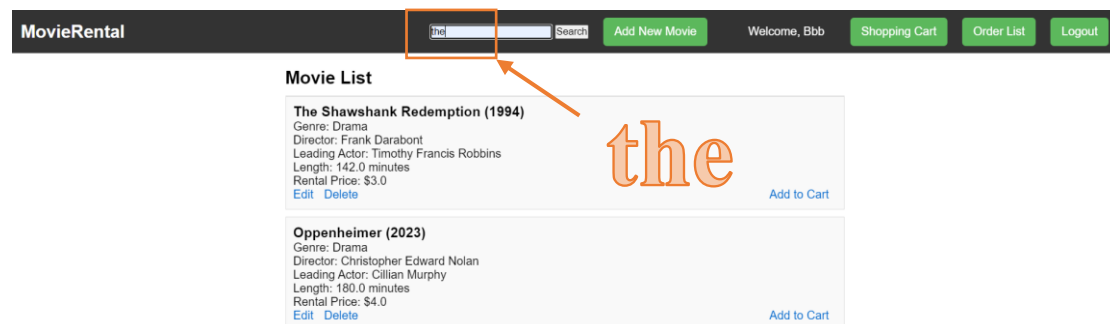 MovieRental the Search Add New Movie Welcome, Bbb Shopping Cart Order List Logout
Movie List
The Shawshank Redemption (1994)
Genre: Drama
Director: Frank Darabont
Leading Actor: Timothy Francis Robbins
Length: 142.0 minutes
Rental Price: $3.0
Edit Delete Add to Cart
the
Oppenheimer (2023)
Genre: Drama
Director: Christopher Edward Nolan
Leading Actor: Cillian Murphy
Length: 180.0 minutes
Rental Price: $4.0
Edit Delete Add to Cart